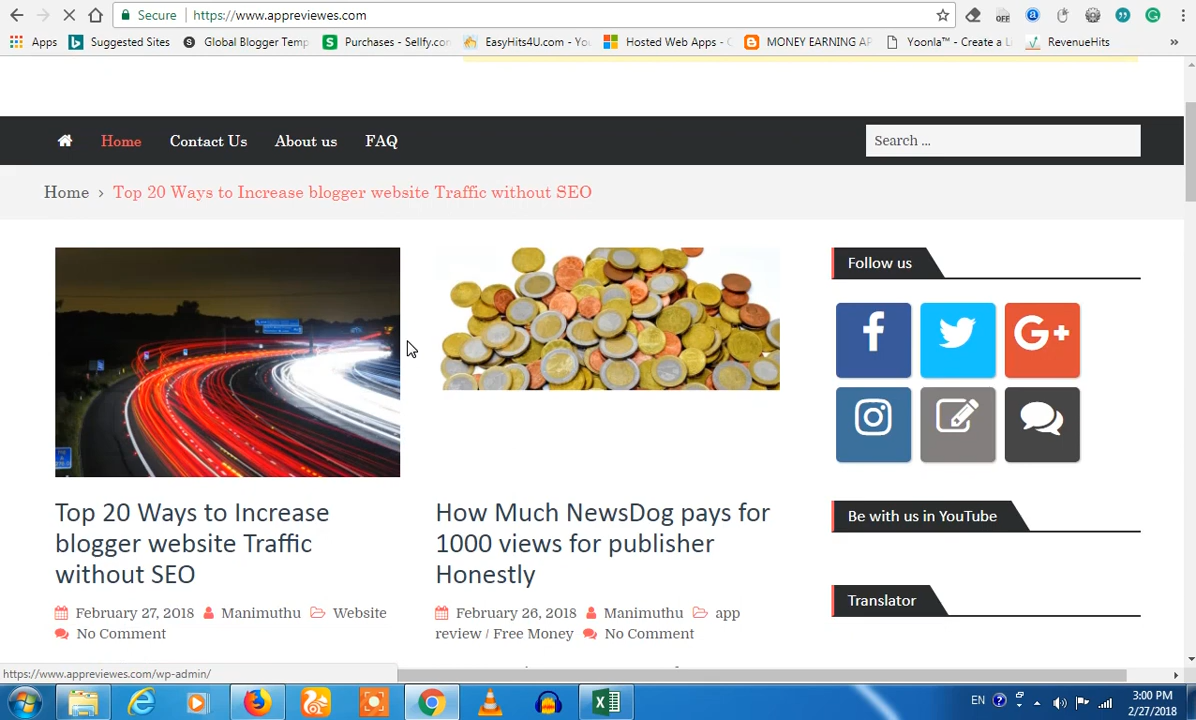 Secure
https://www.appreviewes.com
OFF
Apps
Suggested Sites
Global Blogger Temp
Purchases - Sellfy.co
EasyHits4U.com - Yo
Hosted Web Apps -
MONEY EARNING AP
Yoonla™ - Create a Li
RevenueHits
»
Home
Contact Us
About us
FAQ
Search ...
Home › Top 20 Ways to Increase blogger website Traffic without SEO
Top 20 Ways to Increase
blogger website Traffic
without SEO
February 27, 2018 Manimuthu Website
No Comment
How Much NewsDog pays for
1000 views for publisher
Honestly
February 26, 2018 Manimuthu app
review / Free Money No Comment
Follow us
f
G+
Be with us in YouTube
Translator
https://www.appreviewes.com/wp-admin/
EN
3:00 PM
2/27/2018